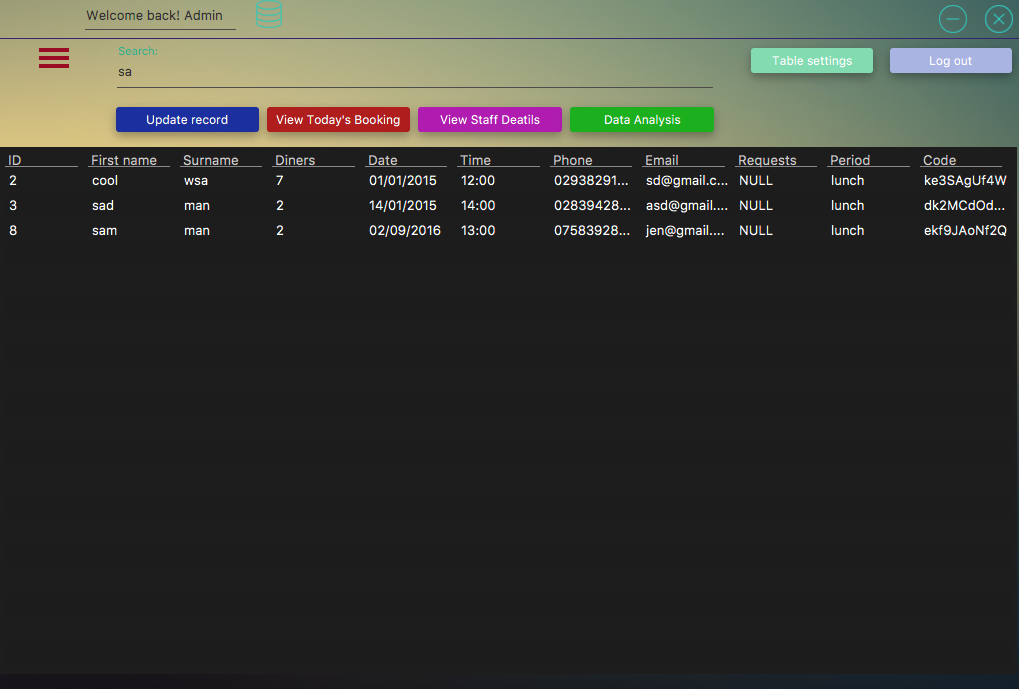 Welcome back! Admin
Search:
sa
Table settings
Log out
Update record
View Today's Booking
View Staff Deatils
Data Analysis
ID First name Surname Diners Date Time Phone Email Requests Period Code
2 cool wsa 7 01/01/2015 12:00 02938291... sd@gmail.c... NULL lunch ke3SAgUf4W
3 sad man 2 14/01/2015 14:00 02839428... asd@gmail.... NULL lunch dk2MCdOd...
8 sam man 2 02/09/2016 13:00 07583928... jen@gmail.... NULL lunch ekf9JAoNf2Q